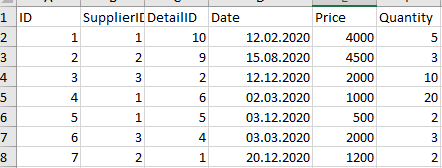 1 ID SupplierID DetailID Date Price Quantity
2 1 1 10 12.02.2020 4000 5
3 2 2 9 15.08.2020 4500 3
4 3 3 2 12.12.2020 2000 10
5 4 1 6 02.03.2020 1000 20
6 5 1 5 03.12.2020 500 2
7 6 3 4 03.03.2020 2000 3
8 7 2 1 20.12.2020 1200 2